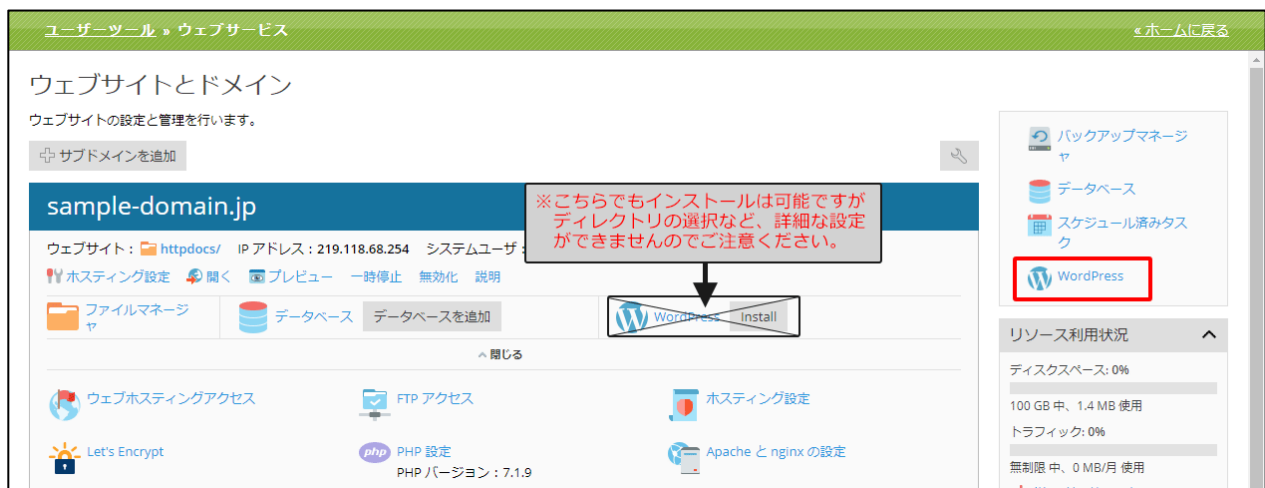 ユーザーツール » ウェブサービス
«ホームに戻る
ウェブサイトとドメイン
ウェブサイトの設定と管理を行います。
サブドメインを追加
sample-domain.jp
※こちらでもインストールは可能ですが
ディレクトリの選択など、詳細な設定
ができませんのでご注意ください。
ウェブサイト : httpdocs/ IP アドレス : 219.118.68.254 システムユーザ :
ホスティング設定 開く プレビュー 一時停止 無効化 説明
ファイルマネージ
ャ
データベース データベースを追加
WordPress Install
閉じる
ウェブホスティングアクセス
FTP アクセス
ホスティング設定
Let's Encrypt
php PHP 設定
PHP バージョン : 7.1.9
Apache と nginx の設定
バックアップマネージ
ャ
データベース
スケジュール済みタス
ク
WordPress
リソース利用状況
ディスクスペース: 0%
100 GB 中、1.4 MB 使用
トラフィック: 0%
無制限 中、0 MB/月 使用